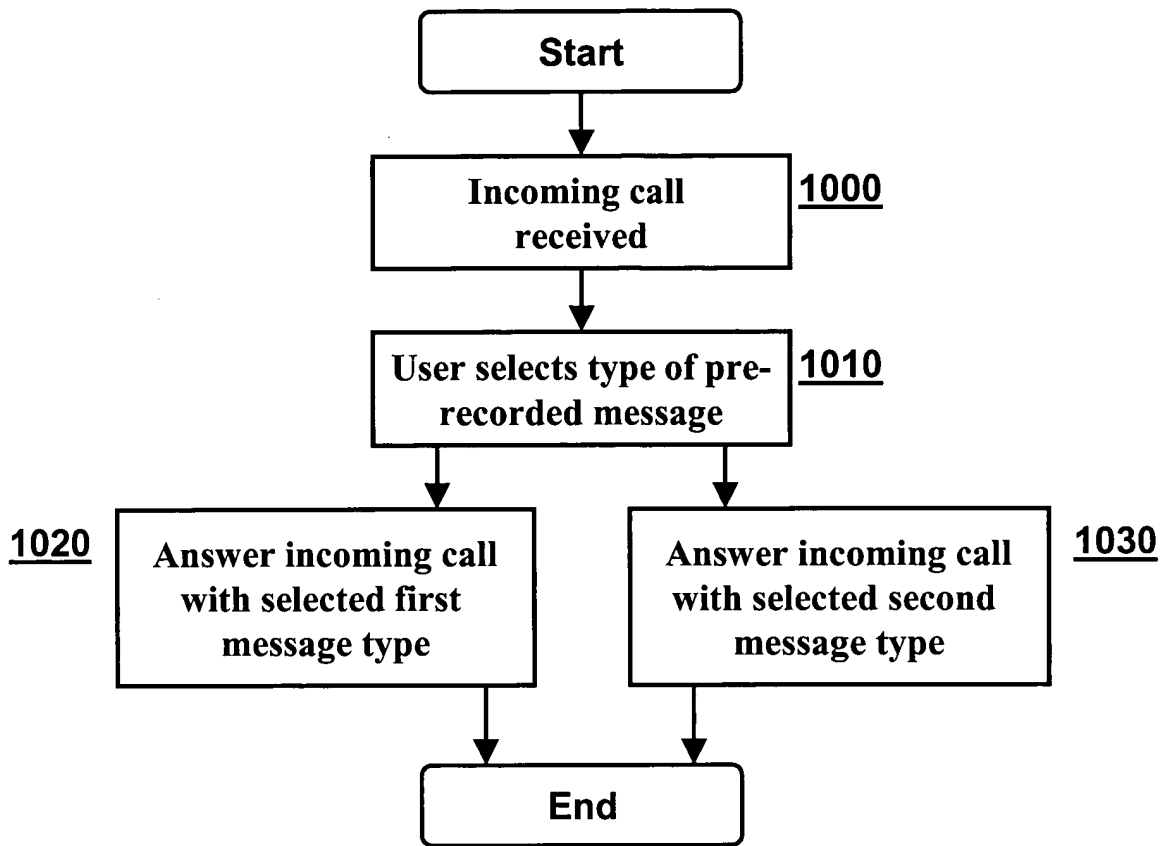 Start
Incoming call
received
1000
User selects type of pre-
recorded message
1010
1020
Answer incoming call
with selected first
message type
Answer incoming call
with selected second
message type
1030
End